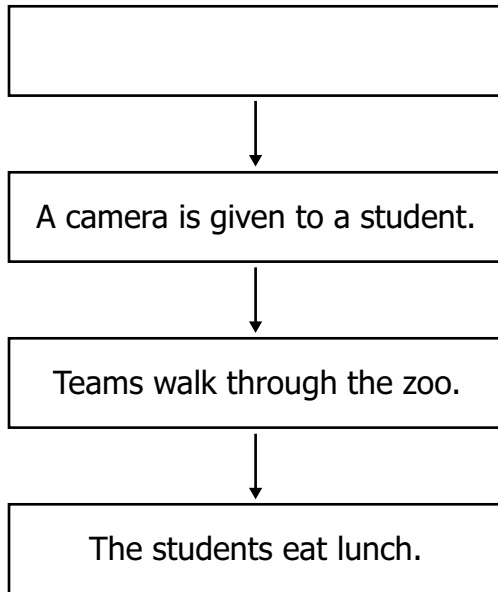 A camera is given to a student.
Teams walk through the zoo.
The students eat lunch.